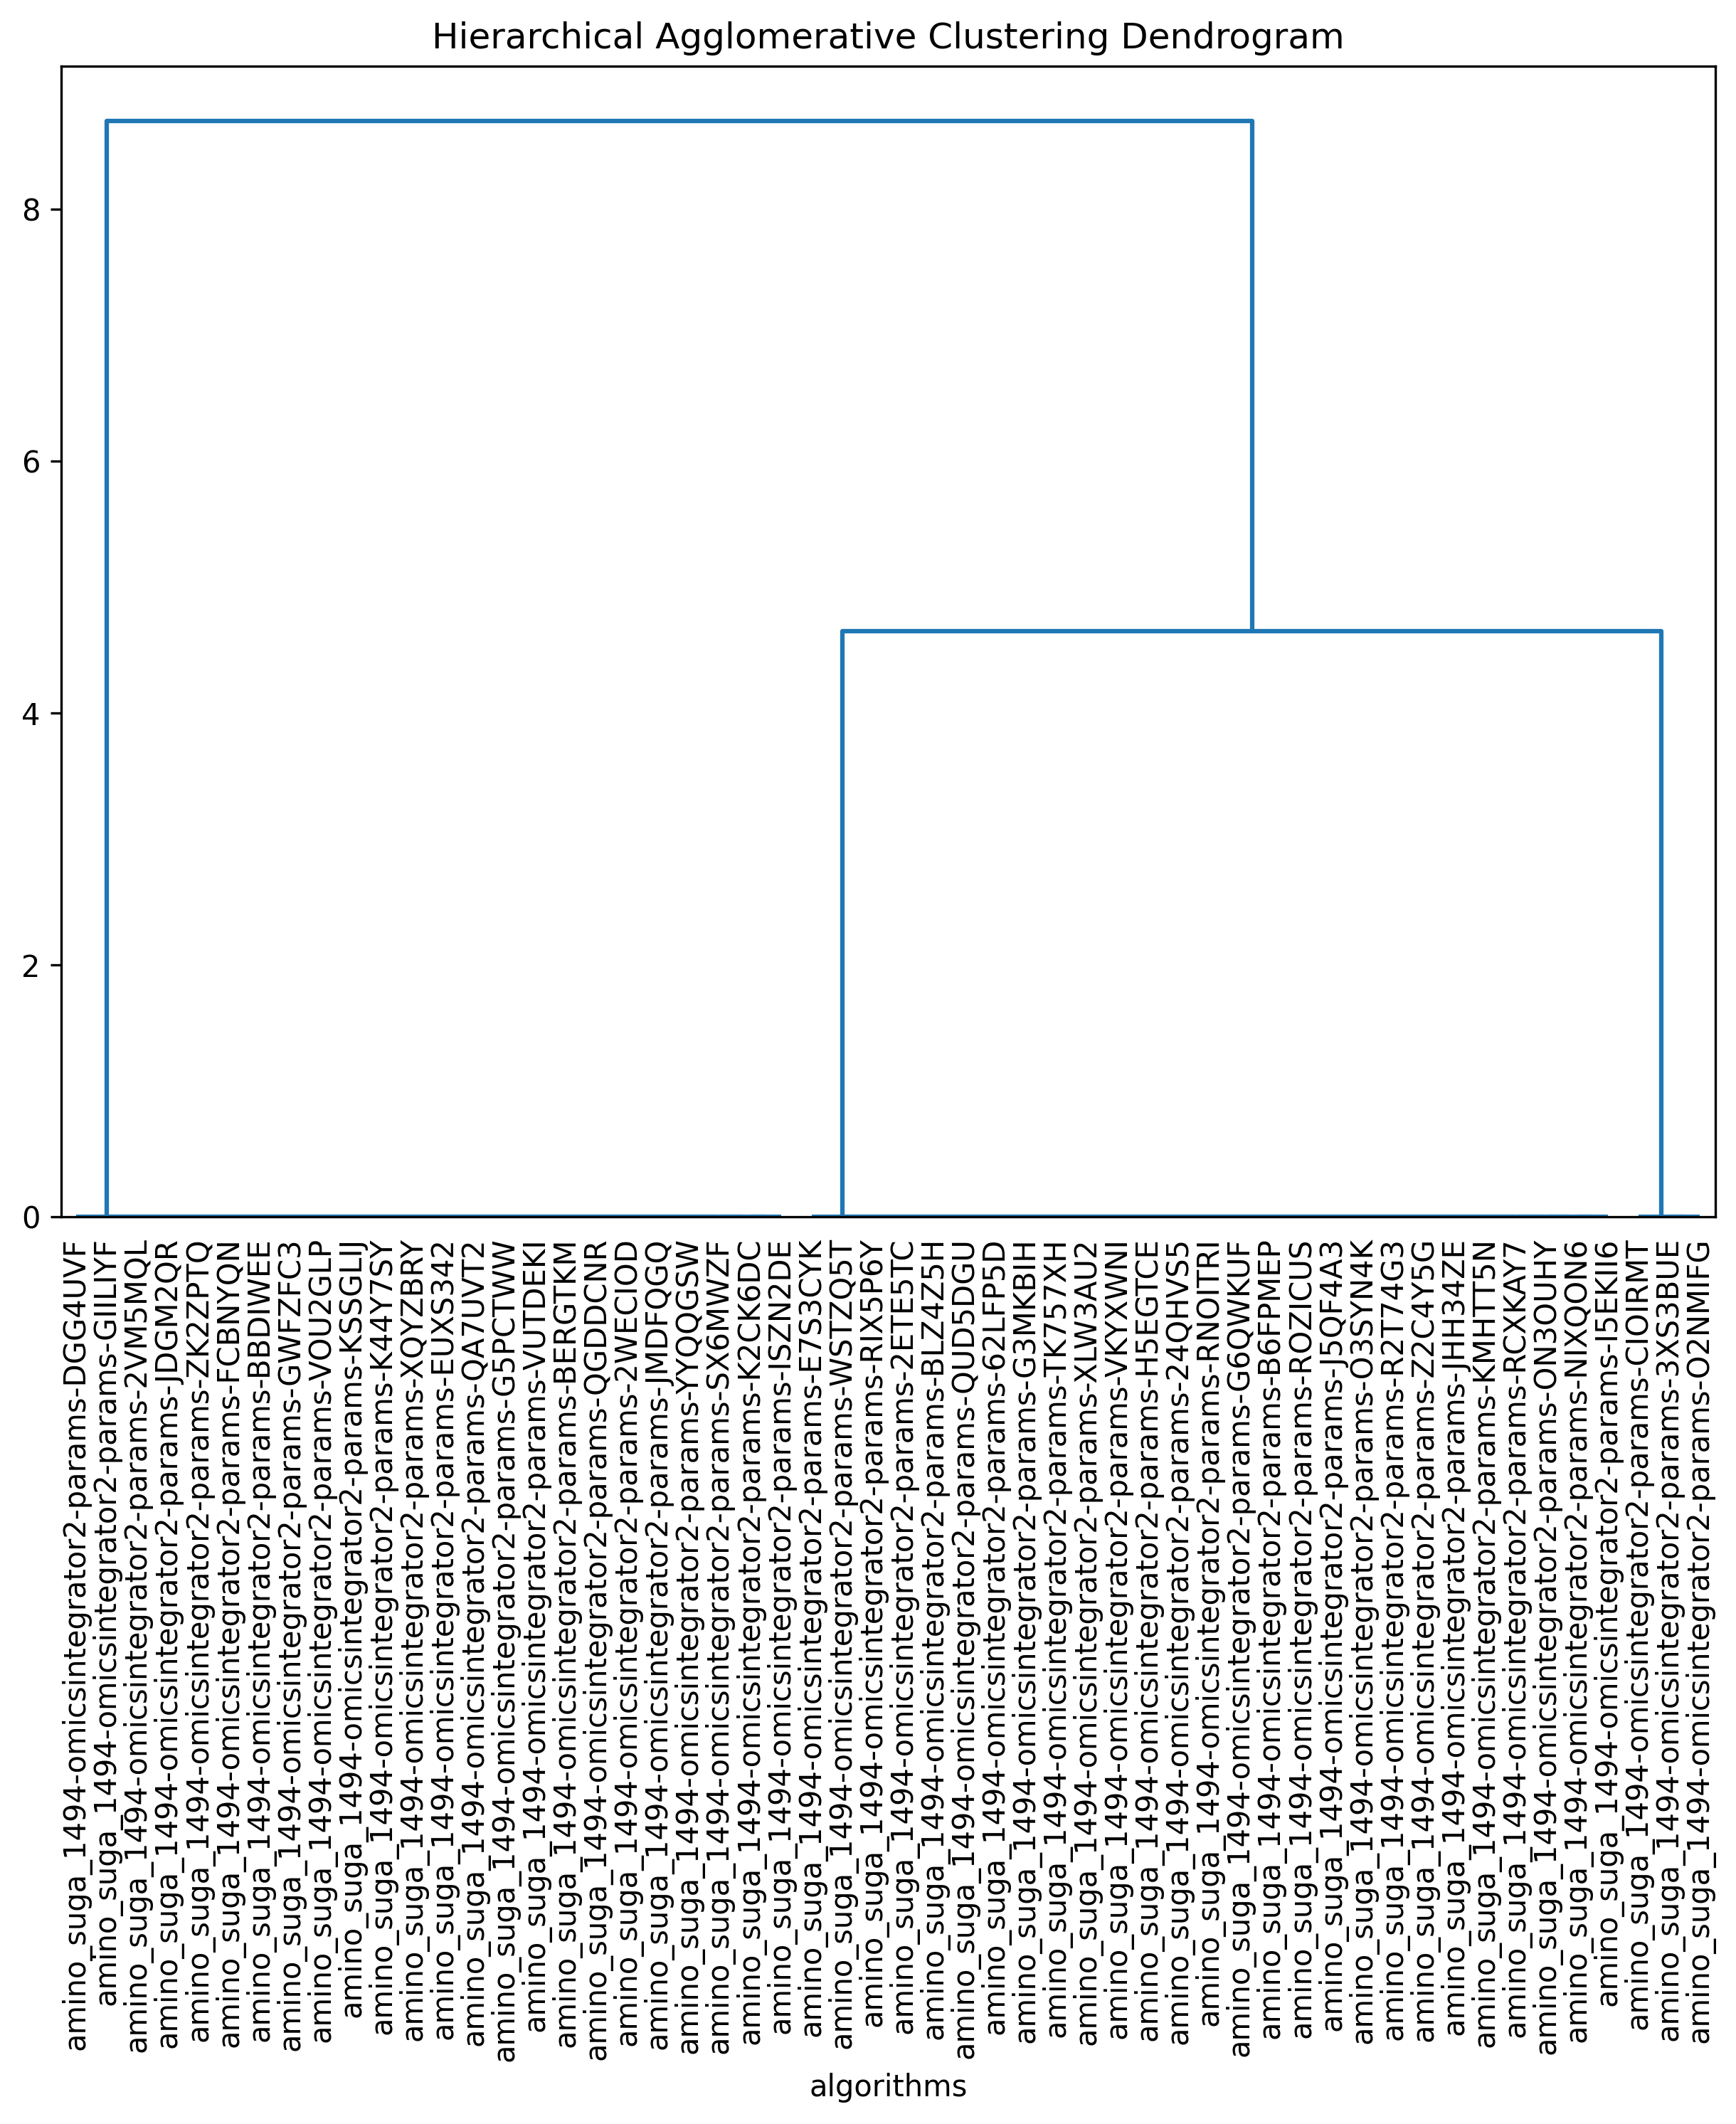 Hierarchical Agglomerative Clustering Dendrogram
8
6
4
2
0
amino_suga_1494-omicsintegrator2-params-DGG4UVF
amino_suga_1494-omicsintegrator2-params-GIILIYF
amino_suga_1494-omicsintegrator2-params-2VM5MQL
amino_suga_1494-omicsintegrator2-params-JDGM2QR
amino_suga_1494-omicsintegrator2-params-ZK2ZPTQ
amino_suga_1494-omicsintegrator2-params-FCBNYQN
amino_suga_1494-omicsintegrator2-params-BBDIWEE
amino_suga_1494-omicsintegrator2-params-GWFZFC3
amino_suga_1494-omicsintegrator2-params-VOU2GLP
amino_suga_1494-omicsintegrator2-params-KSSGLIJ
amino_suga_1494-omicsintegrator2-params-K44Y7SY
amino_suga_1494-omicsintegrator2-params-XQYZBRY
amino_suga_1494-omicsintegrator2-params-EUXS342
amino_suga_1494-omicsintegrator2-params-QA7UVT2
amino_suga_1494-omicsintegrator2-params-G5PCTWW
amino_suga_1494-omicsintegrator2-params-VUTDEKI
amino_suga_1494-omicsintegrator2-params-BERGTKM
amino_suga_1494-omicsintegrator2-params-QGDDCNR
amino_suga_1494-omicsintegrator2-params-2WECIOD
amino_suga_1494-omicsintegrator2-params-JMDFQGQ
amino_suga_1494-omicsintegrator2-params-YYQQGSW
amino_suga_1494-omicsintegrator2-params-SX6MWZF
amino_suga_1494-omicsintegrator2-params-K2CK6DC
amino_suga_1494-omicsintegrator2-params-ISZN2DE
amino_suga_1494-omicsintegrator2-params-E7S3CYK
amino_suga_1494-omicsintegrator2-params-WSTZQ5T
amino_suga_1494-omicsintegrator2-params-RIX5P6Y
amino_suga_1494-omicsintegrator2-params-2ETE5TC
amino_suga_1494-omicsintegrator2-params-BLZ4Z5H
amino_suga_1494-omicsintegrator2-params-QUD5DGU
amino_suga_1494-omicsintegrator2-params-62LFP5D
amino_suga_1494-omicsintegrator2-params-G3MKBIH
amino_suga_1494-omicsintegrator2-params-TK757XH
amino_suga_1494-omicsintegrator2-params-XLW3AU2
amino_suga_1494-omicsintegrator2-params-VKYXWNI
amino_suga_1494-omicsintegrator2-params-H5EGTCE
amino_suga_1494-omicsintegrator2-params-24QHVS5
amino_suga_1494-omicsintegrator2-params-RNOITRI
amino_suga_1494-omicsintegrator2-params-G6QWKUF
amino_suga_1494-omicsintegrator2-params-B6FPMEP
amino_suga_1494-omicsintegrator2-params-ROZICUS
amino_suga_1494-omicsintegrator2-params-J5QF4A3
amino_suga_1494-omicsintegrator2-params-O3SYN4K
amino_suga_1494-omicsintegrator2-params-R2T74G3
amino_suga_1494-omicsintegrator2-params-Z2C4Y5G
amino_suga_1494-omicsintegrator2-params-JHH34ZE
amino_suga_1494-omicsintegrator2-params-KMHTT5N
amino_suga_1494-omicsintegrator2-params-RCXKAY7
amino_suga_1494-omicsintegrator2-params-ON3OUHY
amino_suga_1494-omicsintegrator2-params-NIXQON6
amino_suga_1494-omicsintegrator2-params-I5EKII6
amino_suga_1494-omicsintegrator2-params-CIOIRMT
amino_suga_1494-omicsintegrator2-params-3XS3BUE
amino_suga_1494-omicsintegrator2-params-O2NMIFG
algorithms